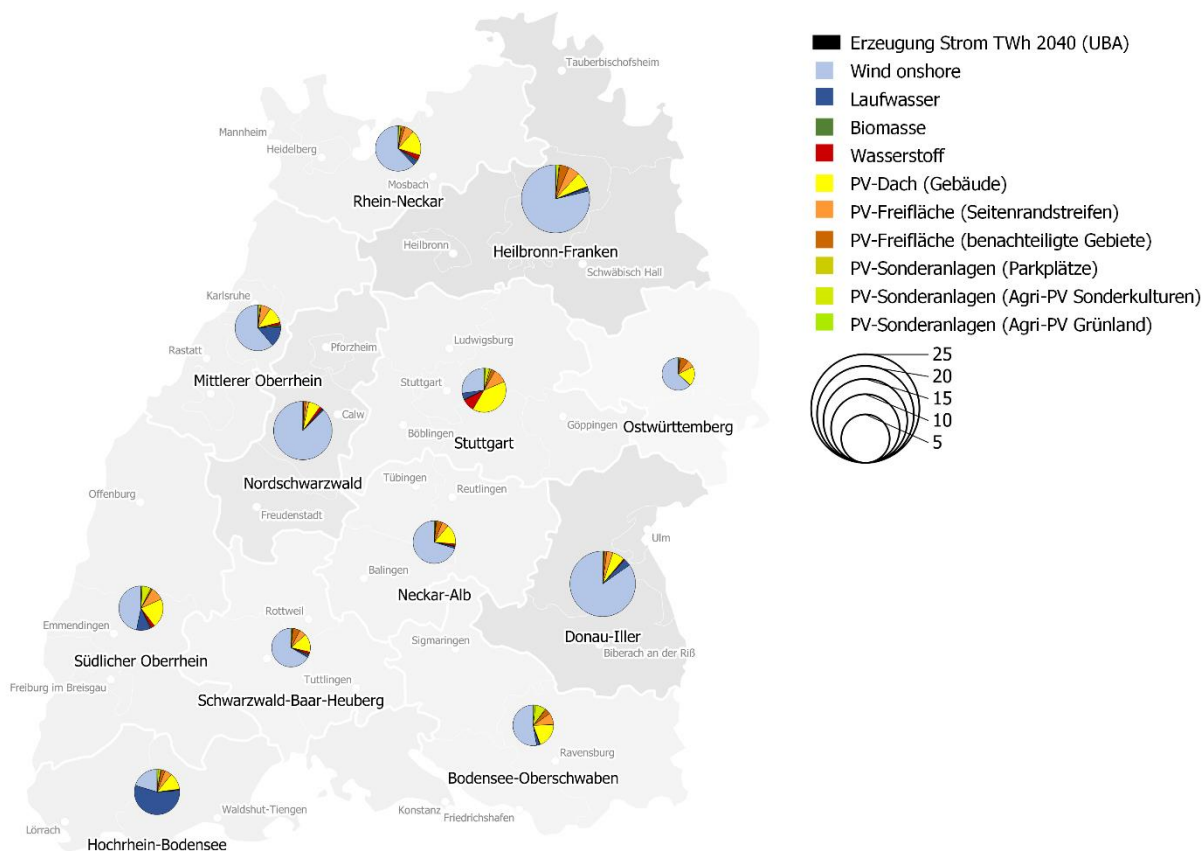 Tauberbischofsheim
Mannheim
Heidelberg
Mosbach
Rhein-Neckar
Heilbronn
Heilbronn-Franken
Schwäbisch Hall
Karlsruhe
Pforzheim
Ludwigsburg
Rastatt
Mittlerer Oberrhein
Stuttgart
Calw
Böblingen
Stuttgart
Göppingen
Ostwürttemberg
Nordschwarzwald
Tübingen
Reutlingen
Offenburg
Freudenstadt
Ulm
Balingen
Neckar-Alb
Rottweil
Emmendingen
Sigmaringen
Donau-Iller
Biberach an der Riß
Südlicher Oberrhein
Tuttlingen
Freiburg im Breisgau
Schwarzwald-Baar-Heuberg
Ravensburg
Bodensee-Oberschwaben
Waldshut-Tiengen
Konstanz
Friedrichshafen
Lörrach
Hochrhein-Bodensee
Erzeugung Strom TWh 2040 (UBA)
Wind onshore
Laufwasser
Biomasse
Wasserstoff
PV-Dach (Gebäude)
PV-Freifläche (Seitenrandstreifen)
PV-Freifläche (benachteiligte Gebiete)
PV-Sonderanlagen (Parkplätze)
PV-Sonderanlagen (Agri-PV Sonderkulturen)
PV-Sonderanlagen (Agri-PV Grünland)
25
20
15
10
5